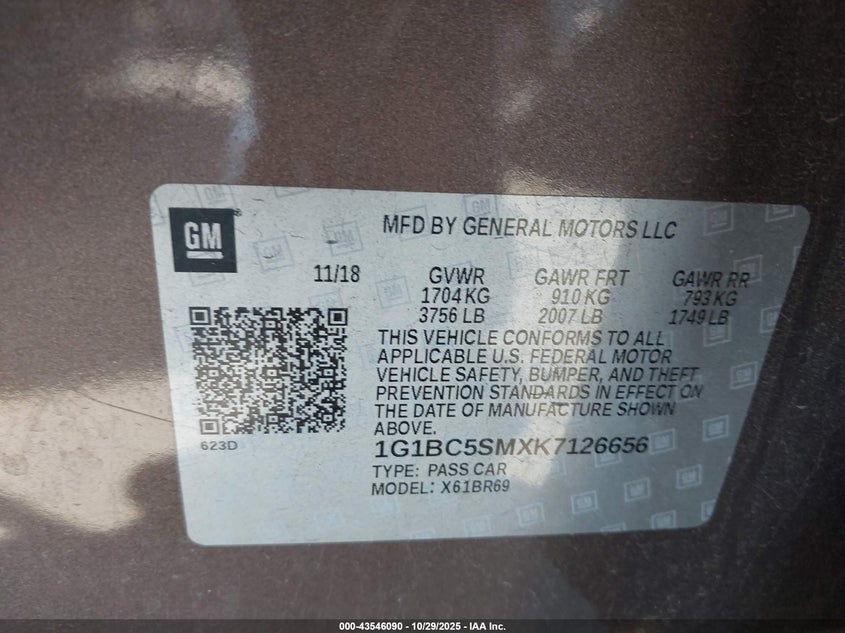 GM
MFD BY GENERAL MOTORS LLC
11/18 GVWR GAWR FRT GAWR RR
1704 KG 910 KG 793 KG
3756 LB 2007 LB 1749 LB
THIS VEHICLE CONFORMS TO ALL
APPLICABLE U.S. FEDERAL MOTOR
VEHICLE SAFETY, BUMPER, AND THEFT
PREVENTION STANDARDS IN EFFECT ON
THE DATE OF MANUFACTURE SHOWN
ABOVE.
623D
1G1BC5SMXK7126656
TYPE: PASS CAR
MODEL: X61BR69
000-43546090 - 10/29/2025 - IAA Inc.